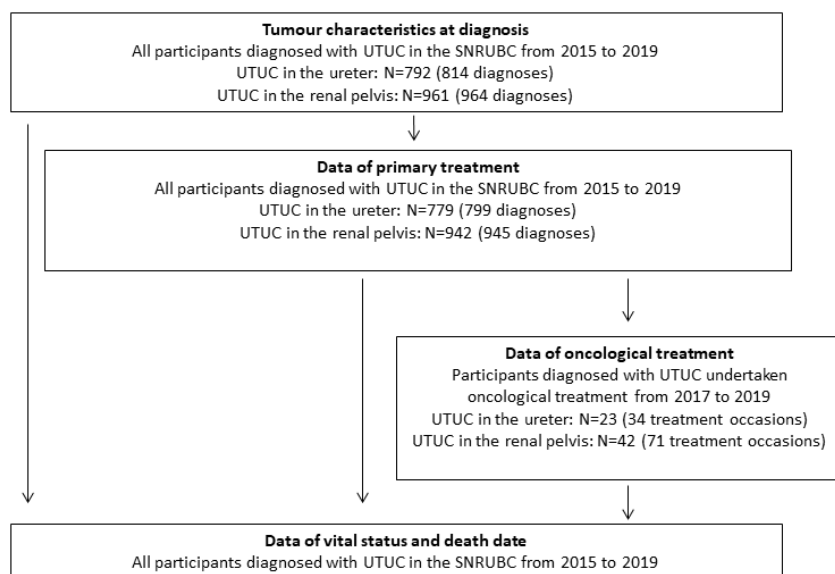 Tumour characteristics at diagnosis
All participants diagnosed with UTUC in the SNRUBC from 2015 to 2019
UTUC in the ureter: N=792 (814 diagnoses)
UTUC in the renal pelvis: N=961 (964 diagnoses)
Data of primary treatment
All participants diagnosed with UTUC in the SNRUBC from 2015 to 2019
UTUC in the ureter: N=779 (799 diagnoses)
UTUC in the renal pelvis: N=942 (945 diagnoses)
Data of oncological treatment
Participants diagnosed with UTUC undertaken
oncological treatment from 2017 to 2019
UTUC in the ureter: N=23 (34 treatment occasions)
UTUC in the renal pelvis: N=42 (71 treatment occasions)
Data of vital status and death date
All participants diagnosed with UTUC in the SNRUBC from 2015 to 2019